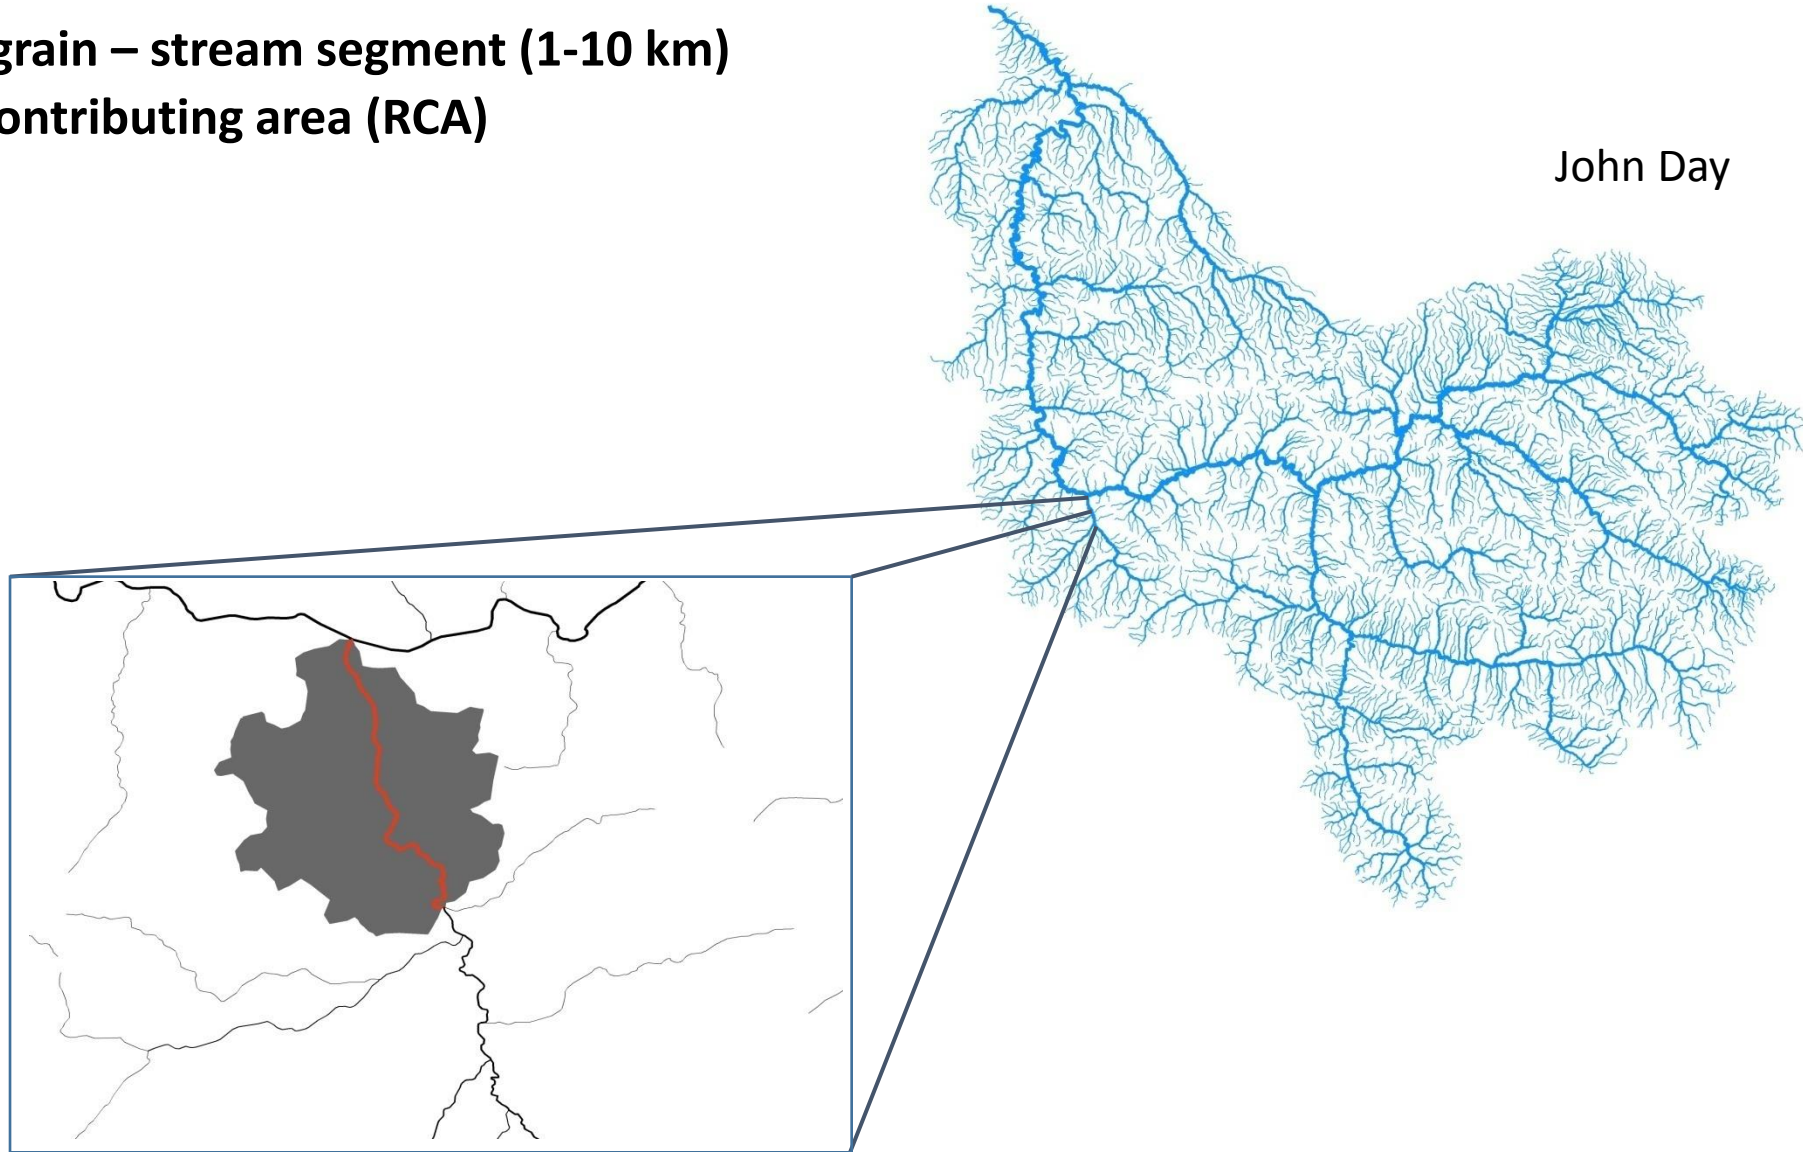 grain – stream segment (1-10 km)
ontributing area (RCA)
John Day